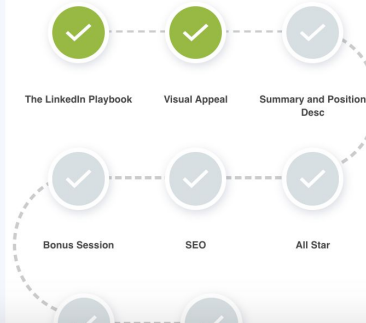 The LinkedIn Playbook
Visual Appeal
Summary and Position
Desc
Bonus Session
SEO
All Star